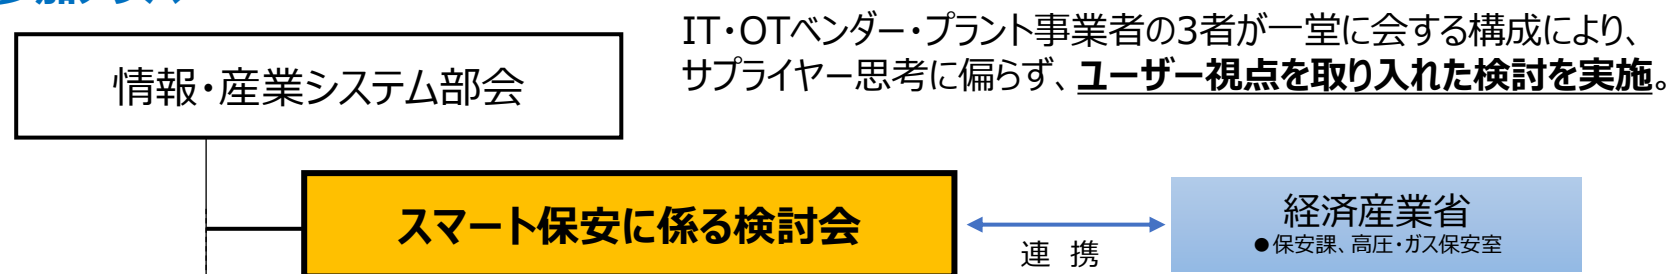 IT・OTベンダー・プラント事業者の3者が一堂に会する構成により、
サプライヤー思考に偏らず、ユーザー視点を取り入れた検討を実施。
情報・産業システム部会
スマート保安に係る検討会
連 携
経済産業省
●保安課、高圧・ガス保安室